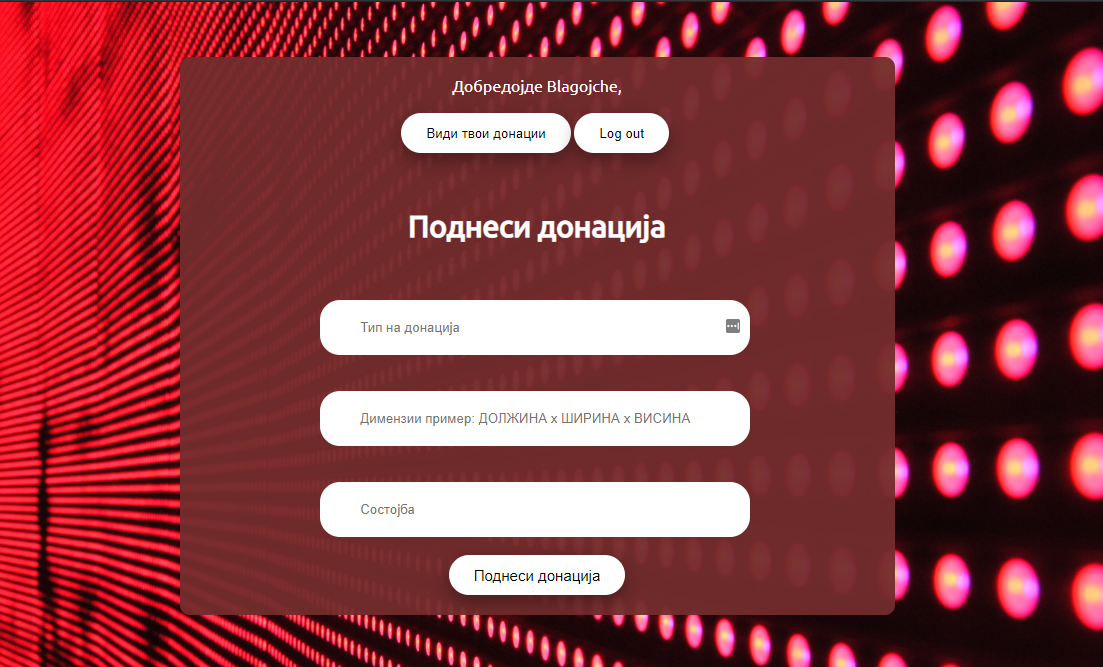 Добредојде Blagojche,
Види твои донации Log out
Поднеси донација
Тип на донација
Димензии пример: ДОЛЖИНА x ШИРИНА x ВИСИНА
Состојба
Поднеси донација